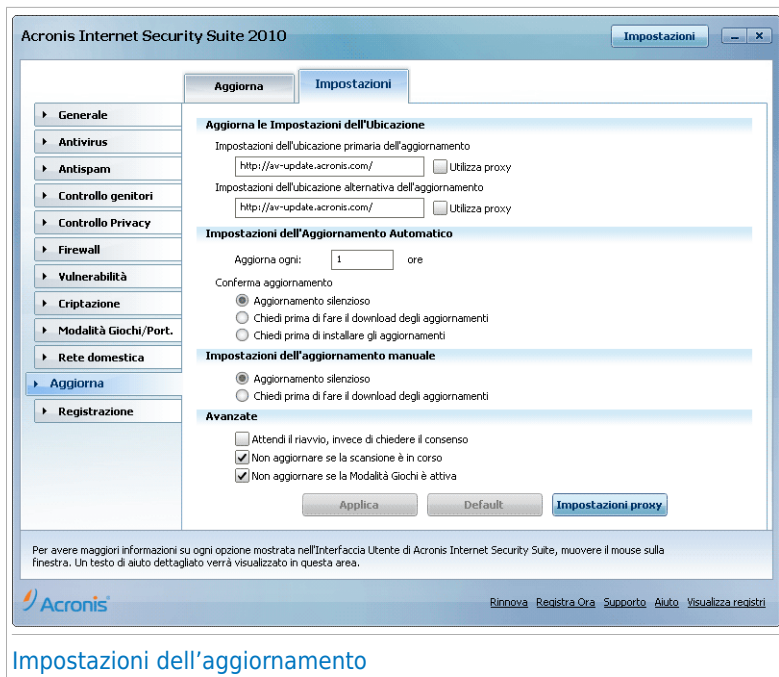 Acronis Internet Security Suite 2010
Impostazioni
Aggiorna
Impostazioni
Generale
Antivirus
Antispam
Controllo genitori
Controllo Privacy
Firewall
Vulnerabilità
Criptazione
Modalità Giochi/Port.
Rete domestica
Aggiorna
Registrazione
Aggiorna le Impostazioni dell'Ubicazione
Impostazioni dell'ubicazione primaria dell'aggiornamento
http://av-update.acronis.com/ Utilizza proxy
Impostazioni dell'ubicazione alternativa dell'aggiornamento
http://av-update.acronis.com/ Utilizza proxy
Impostazioni dell'Aggiornamento Automatico
Aggiorna ogni: 1 ore
Conferma aggiornamento
Aggiornamento silenzioso
Chiedi prima di fare il download degli aggiornamenti
Chiedi prima di installare gli aggiornamenti
Impostazioni dell'aggiornamento manuale
Aggiornamento silenzioso
Chiedi prima di fare il download degli aggiornamenti
Avanzate
Attendi il riavvio, invece di chiedere il consenso
Non aggiornare se la scansione è in corso
Non aggiornare se la Modalità Giochi è attiva
Applica Default Impostazioni proxy
Per avere maggiori informazioni su ogni opzione mostrata nell'Interfaccia Utente di Acronis Internet Security Suite, muovere il mouse sulla
finestra. Un testo di aiuto dettagliato verrà visualizzato in questa area.
Acronis
Rinnova Registra Ora Supporto Aiuto Visualizza registri
Impostazioni dell’aggiornamento